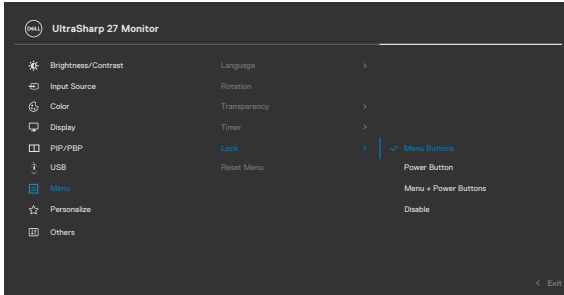 DELL UltraSharp 27 Monitor
Brightness/Contrast Language >
Input Source Rotation
Color Transparency >
Display Timer >
PIP/PBP Lock > ✓ Menu Buttons
USB Reset Menu Power Button
Menu Menu + Power Buttons
Personalize Disable
Others
< Exit